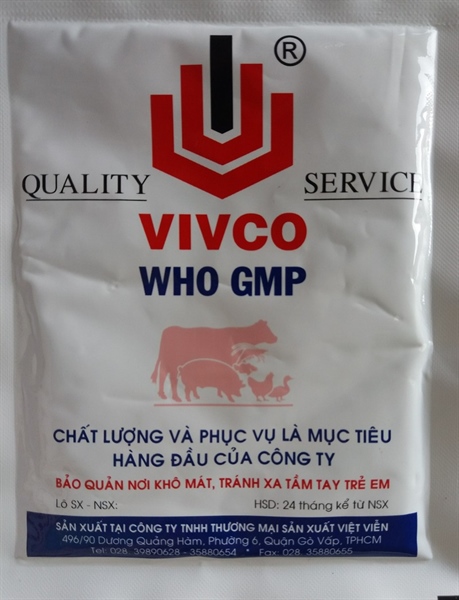 ®
QUALITY SERVICE
VIVCO
WHO GMP
CHẤT LƯỢNG VÀ PHỤC VỤ LÀ MỤC TIÊU
HÀNG ĐẦU CỦA CÔNG TY
BẢO QUẢN NƠI KHÔ MÁT, TRÁNH XA TẦM TAY TRẺ EM
Lô SX - NSX: HSD: 24 tháng kể từ NSX
SẢN XUẤT TẠI CÔNG TY TNHH THƯƠNG MẠI SẢN XUẤT VIỆT VIỄN
496/90 Dương Quảng Hàm, Phường 6, Quận Gò Vấp, TPHCM
Tel: 028. 39890628 - 35880654 * Fax: 028. 35880655